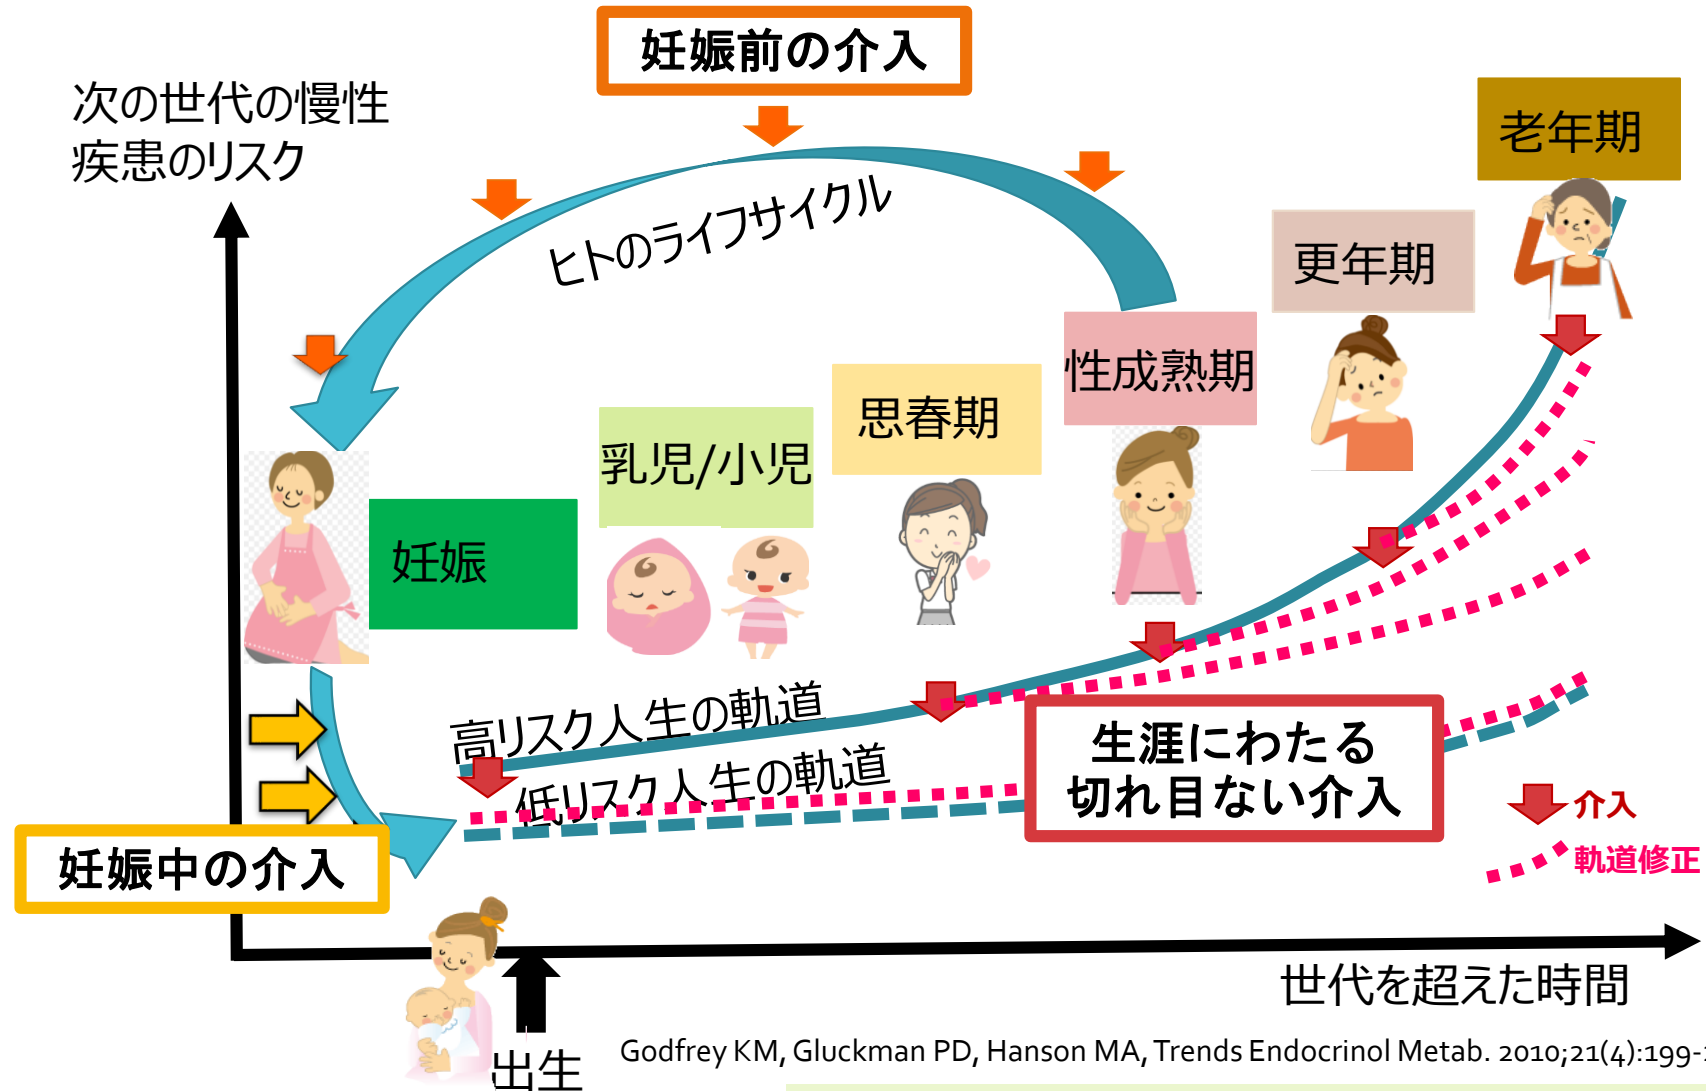 妊娠前の介入
次の世代の慢性
疾患のリスク
老年期
ヒトのライフサイクル
更年期
性成熟期
思春期
乳児/小児
妊娠
高リスク人生の軌道
低リスク人生の軌道
生涯にわたる
切れ目ない介入
介入
軌道修正
妊娠中の介入
世代を超えた時間
出生
Godfrey KM, Gluckman PD, Hanson MA, Trends Endocrinol Metab. 2010;21(4):199-